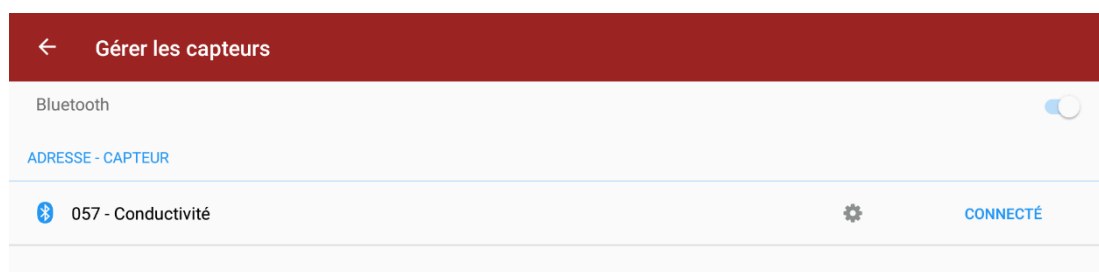 Gérer les capteurs
Bluetooth
ADRESSE - CAPTEUR
057 - Conductivité CONNECTÉ